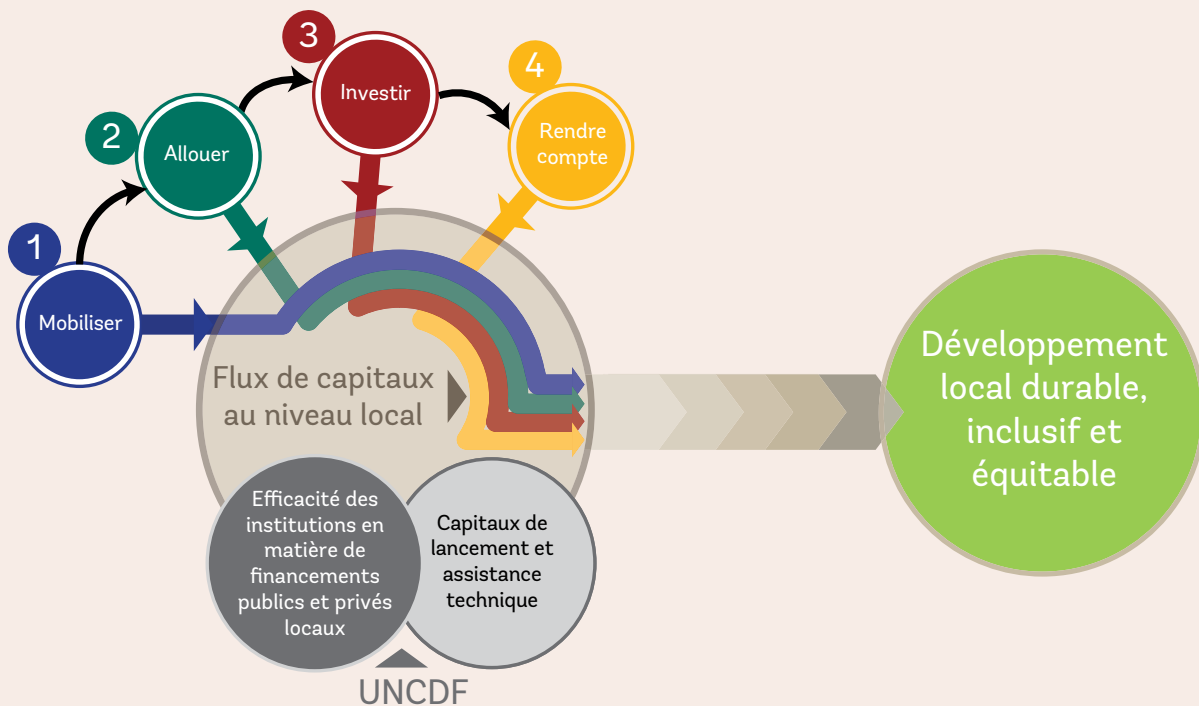 1
Mobiliser
2
Allouer
3
Investir
4
Rendre
compte
Flux de capitaux
au niveau local
Efficacité des
institutions en
matière de
financements
publics et privés
locaux
Capitaux de
lancement et
assistance
technique
UNCDF
Développement
local durable,
inclusif et
équitable